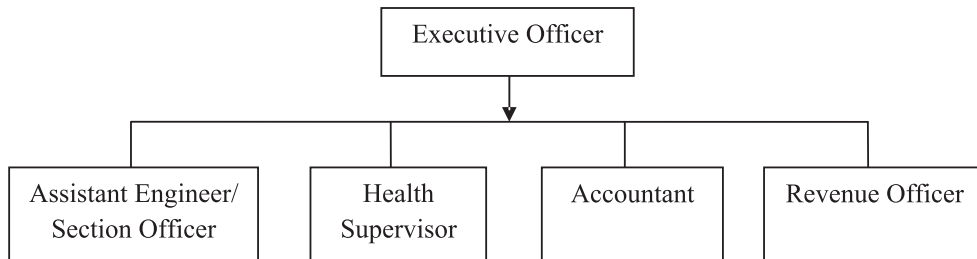 Executive Officer
Assistant Engineer/
Section Officer
Health
Supervisor
Accountant
Revenue Officer